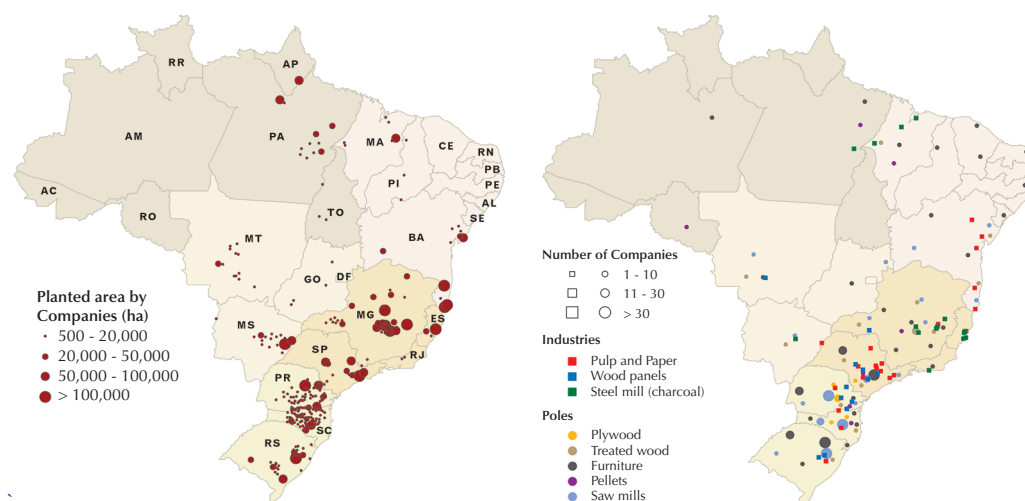 RR
AP
AM
PA
MA
CE
RN
PB
PE
AL
SE
PI
AC
RO
TO
BA
MT
GO
DF
MG
ES
MS
SP
RJ
PR
SC
RS
Planted area by
Companies (ha)
500 - 20,000
20,000 - 50,000
50,000 - 100,000
> 100,000
Number of Companies
1 - 10
11 - 30
> 30
Industries
Pulp and Paper
Wood panels
Steel mill (charcoal)
Poles
Plywood
Treated wood
Furniture
Pellets
Saw mills